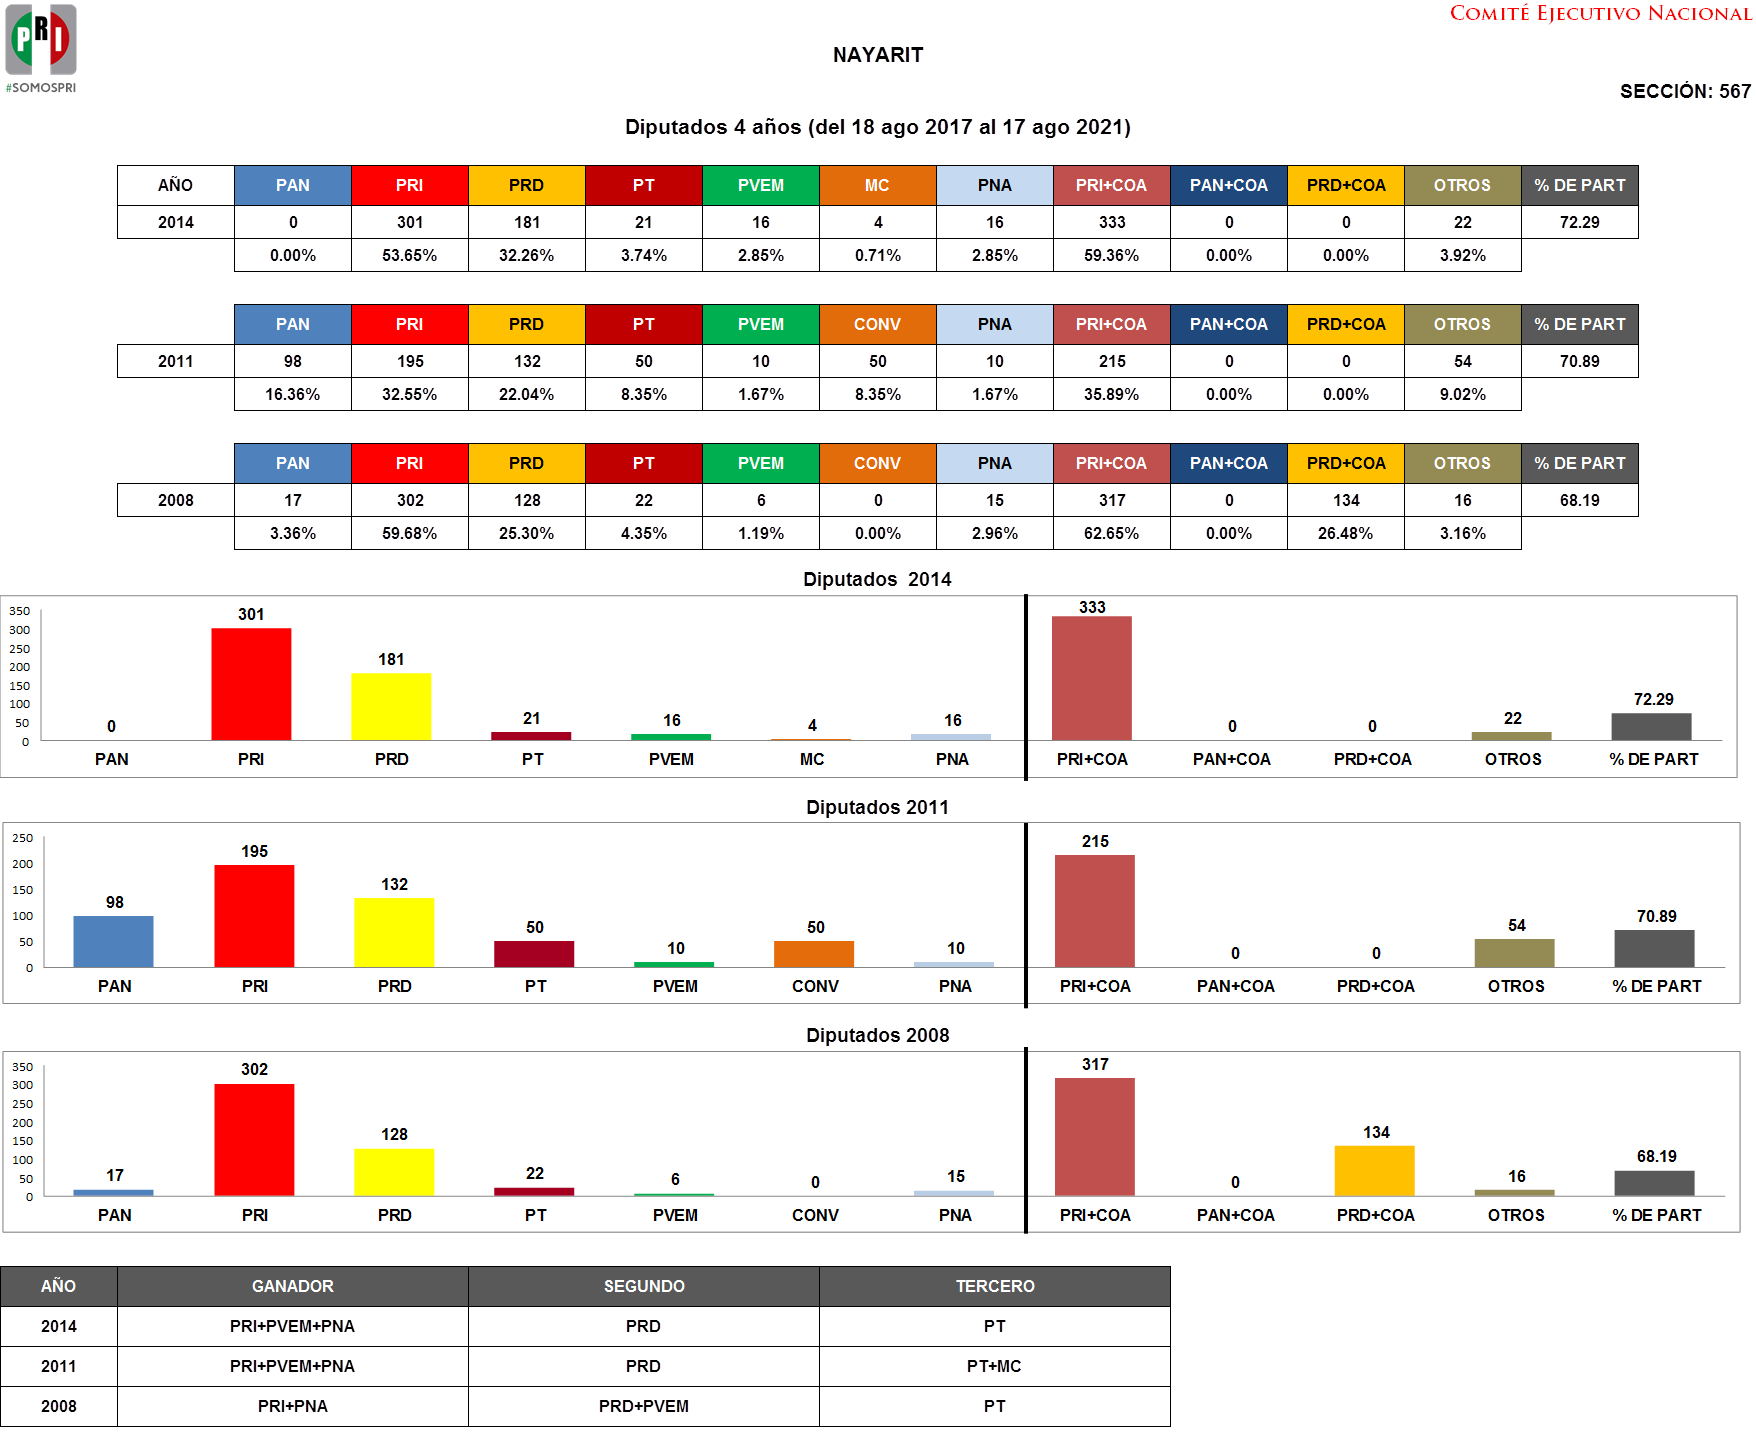 PRI
#SOMOSPRI
COMITÉ EJECUTIVO NACIONAL
NAYARIT
SECCIÓN: 567
Diputados 4 años (del 18 ago 2017 al 17 ago 2021)
AÑO PAN PRI PRD PT PVEM MC PNA PRI+COA PAN+COA PRD+COA OTROS % DE PART
2014 0 301 181 21 16 4 16 333 0 0 22 72.29
0.00% 53.65% 32.26% 3.74% 2.85% 0.71% 2.85% 59.36% 0.00% 0.00% 3.92%
PAN PRI PRD PT PVEM CONV PNA PRI+COA PAN+COA PRD+COA OTROS % DE PART
2011 98 195 132 50 10 50 10 215 0 0 54 70.89
16.36% 32.55% 22.04% 8.35% 1.67% 8.35% 1.67% 35.89% 0.00% 0.00% 9.02%
PAN PRI PRD PT PVEM CONV PNA PRI+COA PAN+COA PRD+COA OTROS % DE PART
2008 17 302 128 22 6 0 15 317 0 134 16 68.19
3.36% 59.68% 25.30% 4.35% 1.19% 0.00% 2.96% 62.65% 0.00% 26.48% 3.16%
Diputados 2014
350
300
250
200
150
100
50
0
0 301 181 21 16 4 16 333 0 0 22 72.29
PAN PRI PRD PT PVEM MC PNA PRI+COA PAN+COA PRD+COA OTROS % DE PART
Diputados 2011
250
200
150
100
50
0
98 195 132 50 10 50 10 215 0 0 54 70.89
PAN PRI PRD PT PVEM CONV PNA PRI+COA PAN+COA PRD+COA OTROS % DE PART
Diputados 2008
350
300
250
200
150
100
50
0
17 302 128 22 6 0 15 317 0 134 16 68.19
PAN PRI PRD PT PVEM CONV PNA PRI+COA PAN+COA PRD+COA OTROS % DE PART
AÑO GANADOR SEGUNDO TERCERO
2014 PRI+PVEM+PNA PRD PT
2011 PRI+PVEM+PNA PRD PT+MC
2008 PRI+PNA PRD+PVEM PT